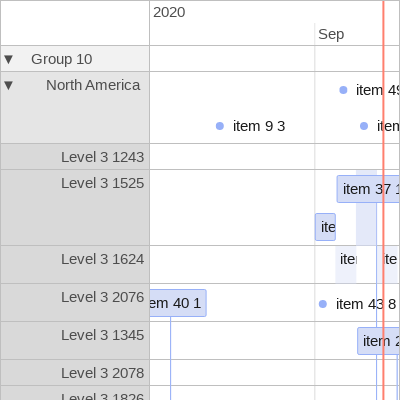 2020
Sep
▼ Group 10
▼ North America
item 49
item 9 3
item
Level 3 1243
Level 3 1525
item 37 1
ite
Level 3 1624
ite
ite
Level 3 2076
em 40 1
item 43 8
Level 3 1345
item 2
Level 3 2078
Level 3 1826